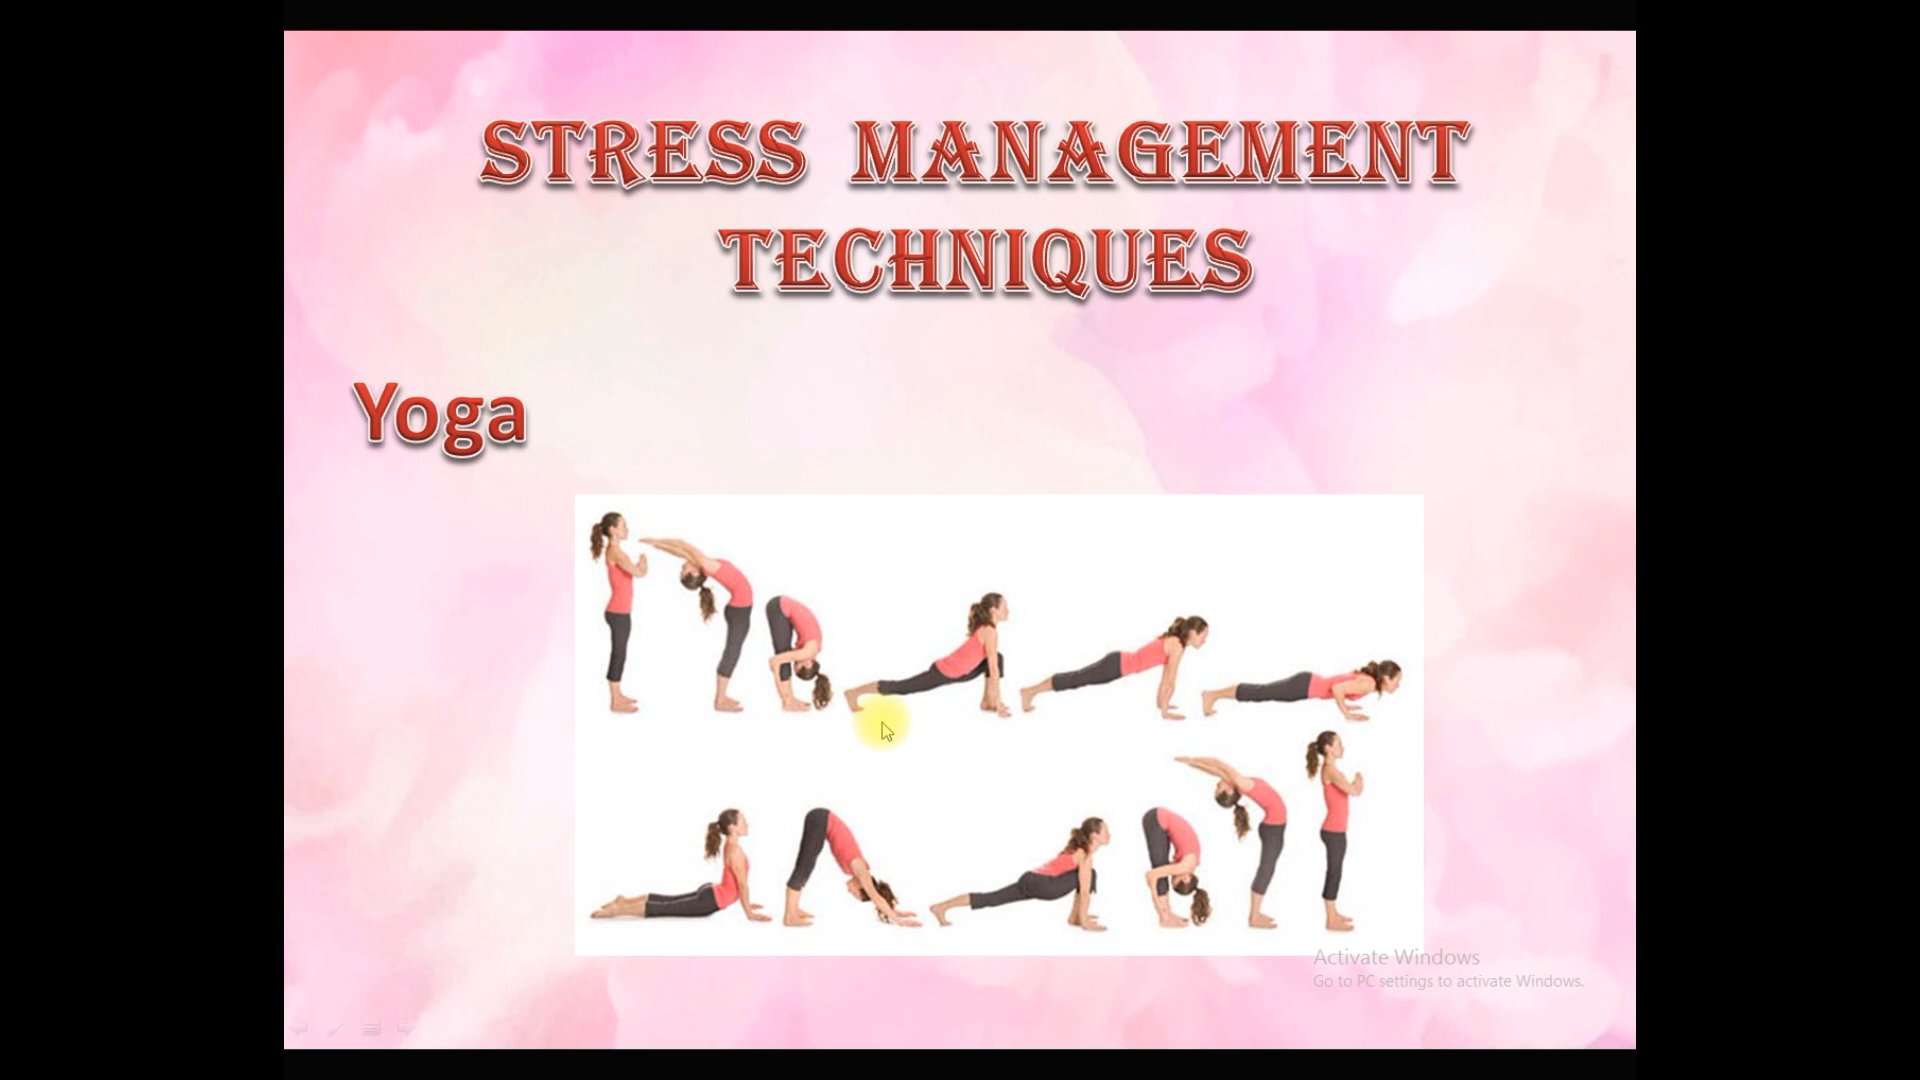 STRESS MANAGEMENT
TECHNIQUES
Yoga
Activate Windows
Go to PC settings to activate Windows.